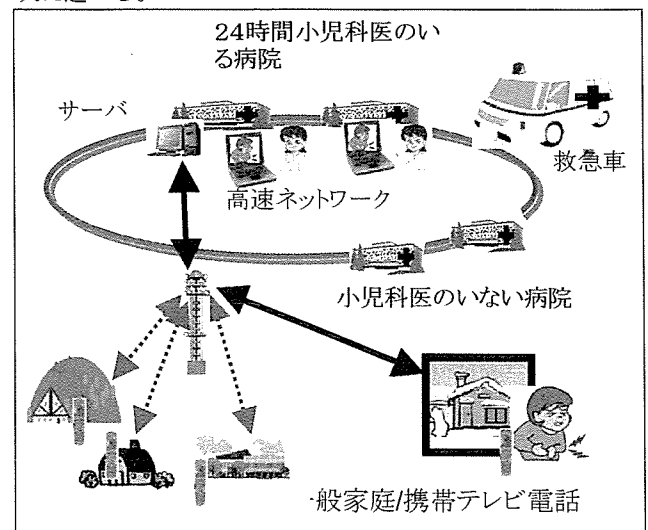 24時間小児科医のい
る病院
サーバ
救急車
高速ネットワーク
小児科医のいない病院
般家庭/携帯テレビ電話